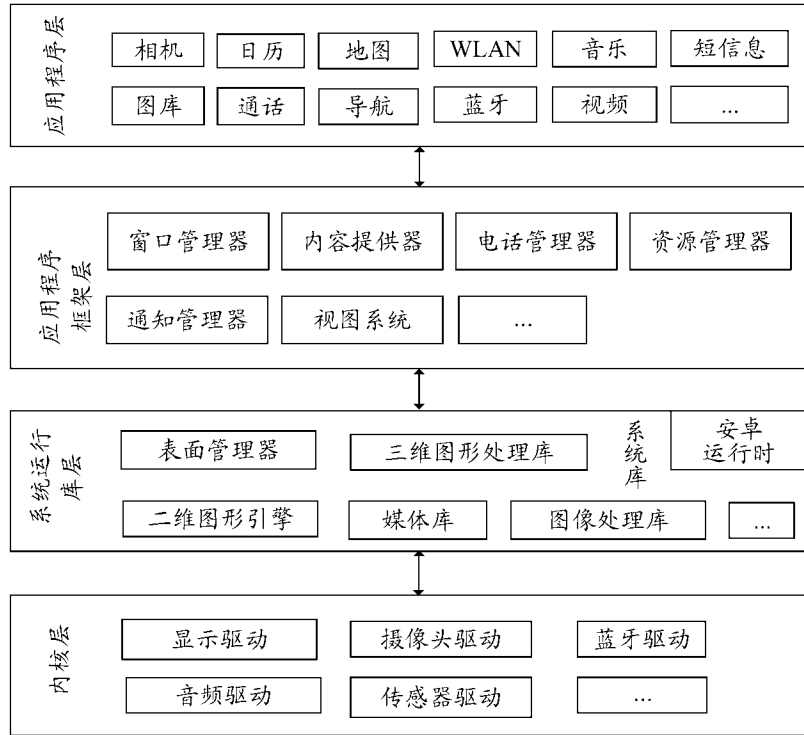 应用程序层
相机
日历
地图
WLAN
音乐
短信息
图库
通话
导航
蓝牙
视频
...
应用程序
框架层
窗口管理器
内容提供器
电话管理器
资源管理器
通知管理器
视图系统
...
系统运行
库层
表面管理器
三维图形处理库
系统库
安卓
运行时
二维图形引擎
媒体库
图像处理库
...
内核层
显示驱动
摄像头驱动
蓝牙驱动
音频驱动
传感器驱动
...